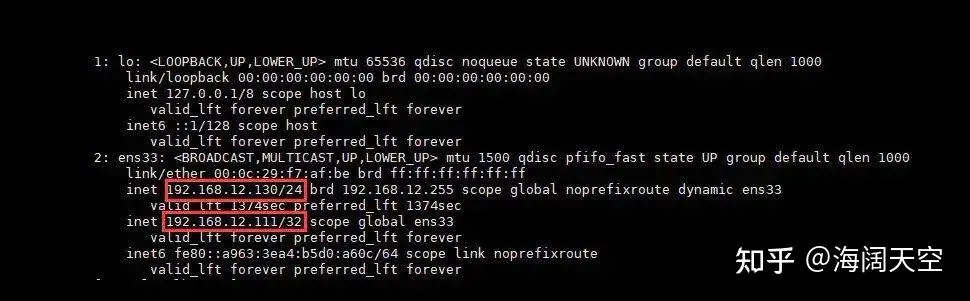 1: lo: <LOOPBACK,UP,LOWER_UP> mtu 65536 qdisc noqueue state UNKNOWN group default qlen 1000
link/loopback 00:00:00:00:00:00 brd 00:00:00:00:00:00
inet 127.0.0.1/8 scope host lo
valid_lft forever preferred_lft forever
inet6 ::1/128 scope host
valid_lft forever preferred_lft forever
2: ens33: <BROADCAST,MULTICAST,UP,LOWER_UP> mtu 1500 qdisc pfifo_fast state UP group default qlen 1000
link/ether 00:0c:29:f7:af:be brd ff:ff:ff:ff:ff:ff
inet 192.168.12.130/24 brd 192.168.12.255 scope global noprefixroute dynamic ens33
valid_lft 1374sec preferred_lft 1374sec
inet 192.168.12.111/32 scope global ens33
valid_lft forever preferred_lft forever
inet6 fe80::a963:3ea4:b5d0:a60c/64 scope link noprefixroute
valid_lft forever preferred_lft forever
知乎 @海阔天空